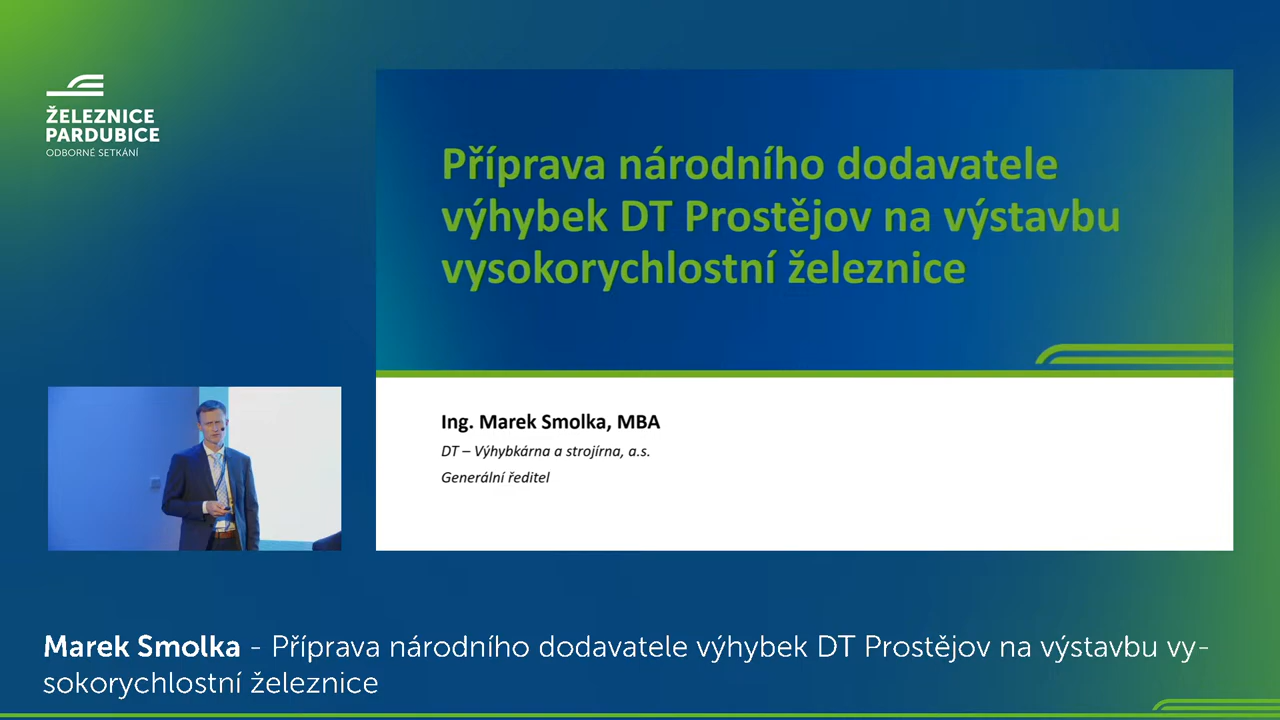 ŽELEZNICE
PARDUBICE
ODBORNÉ SETKÁNÍ
Příprava národního dodavatele
výhybek DT Prostějov na výstavbu
vysokorychlostní železnice
Ing. Marek Smolka, MBA
DT – Výhybkárna a strojírna, a.s.
Generální ředitel
Marek Smolka - Příprava národního dodavatele výhybek DT Prostějov na výstavbu vy-
sokorychlostní železnice